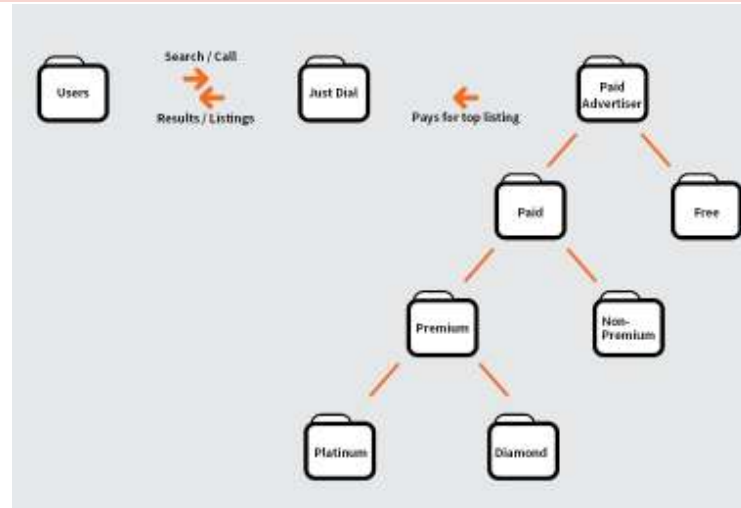 Search / Call
Users
Just Dial
Paid
Advertiser
Results / Listings
Pays for top listing
Paid
Free
Premium
Non-
Premium
Platinum
Diamond